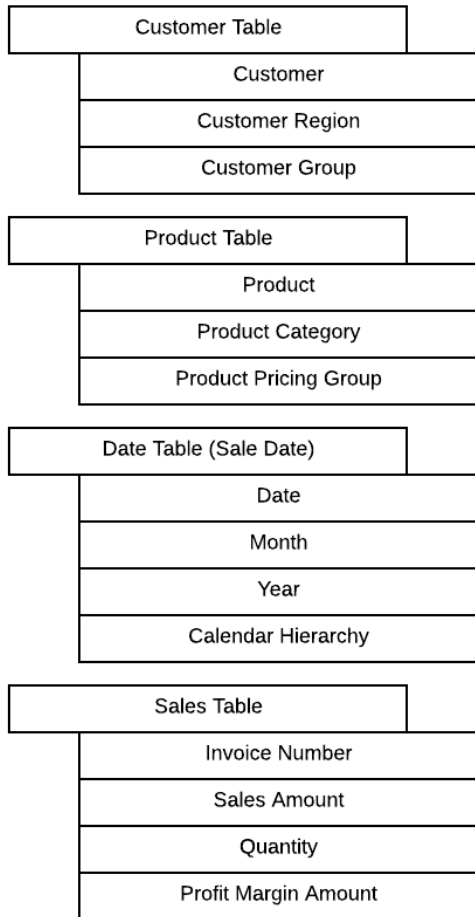 Customer Table
Customer
Customer Region
Customer Group
Product Table
Product
Product Category
Product Pricing Group
Date Table (Sale Date)
Date
Month
Year
Calendar Hierarchy
Sales Table
Invoice Number
Sales Amount
Quantity
Profit Margin Amount